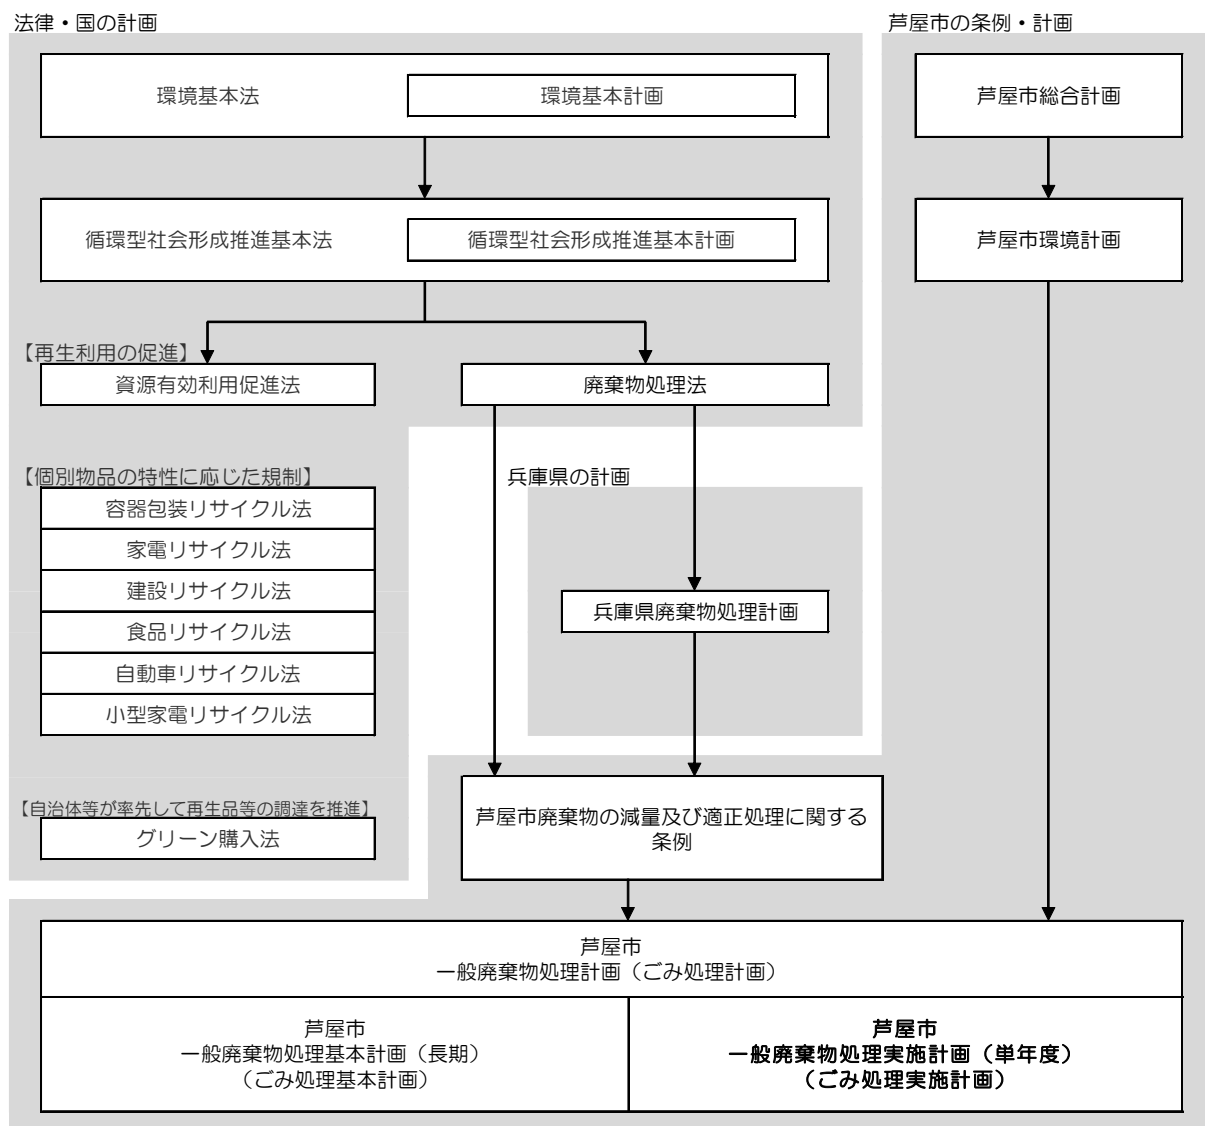 法律・国の計画
芦屋市の条例・計画
環境基本法
環境基本計画
芦屋市総合計画
循環型社会形成推進基本法
循環型社会形成推進基本計画
芦屋市環境計画
【再生利用の促進】
資源有効利用促進法
廃棄物処理法
【個別物品の特性に応じた規制】
兵庫県の計画
容器包装リサイクル法
家電リサイクル法
建設リサイクル法
食品リサイクル法
自動車リサイクル法
小型家電リサイクル法
兵庫県廃棄物処理計画
【自治体等が率先して再生品等の調達を推進】
グリーン購入法
芦屋市廃棄物の減量及び適正処理に関する
条例
芦屋市
一般廃棄物処理計画（ごみ処理計画）
芦屋市
一般廃棄物処理基本計画（長期）
（ごみ処理基本計画）
芦屋市
一般廃棄物処理実施計画（単年度）
（ごみ処理実施計画）